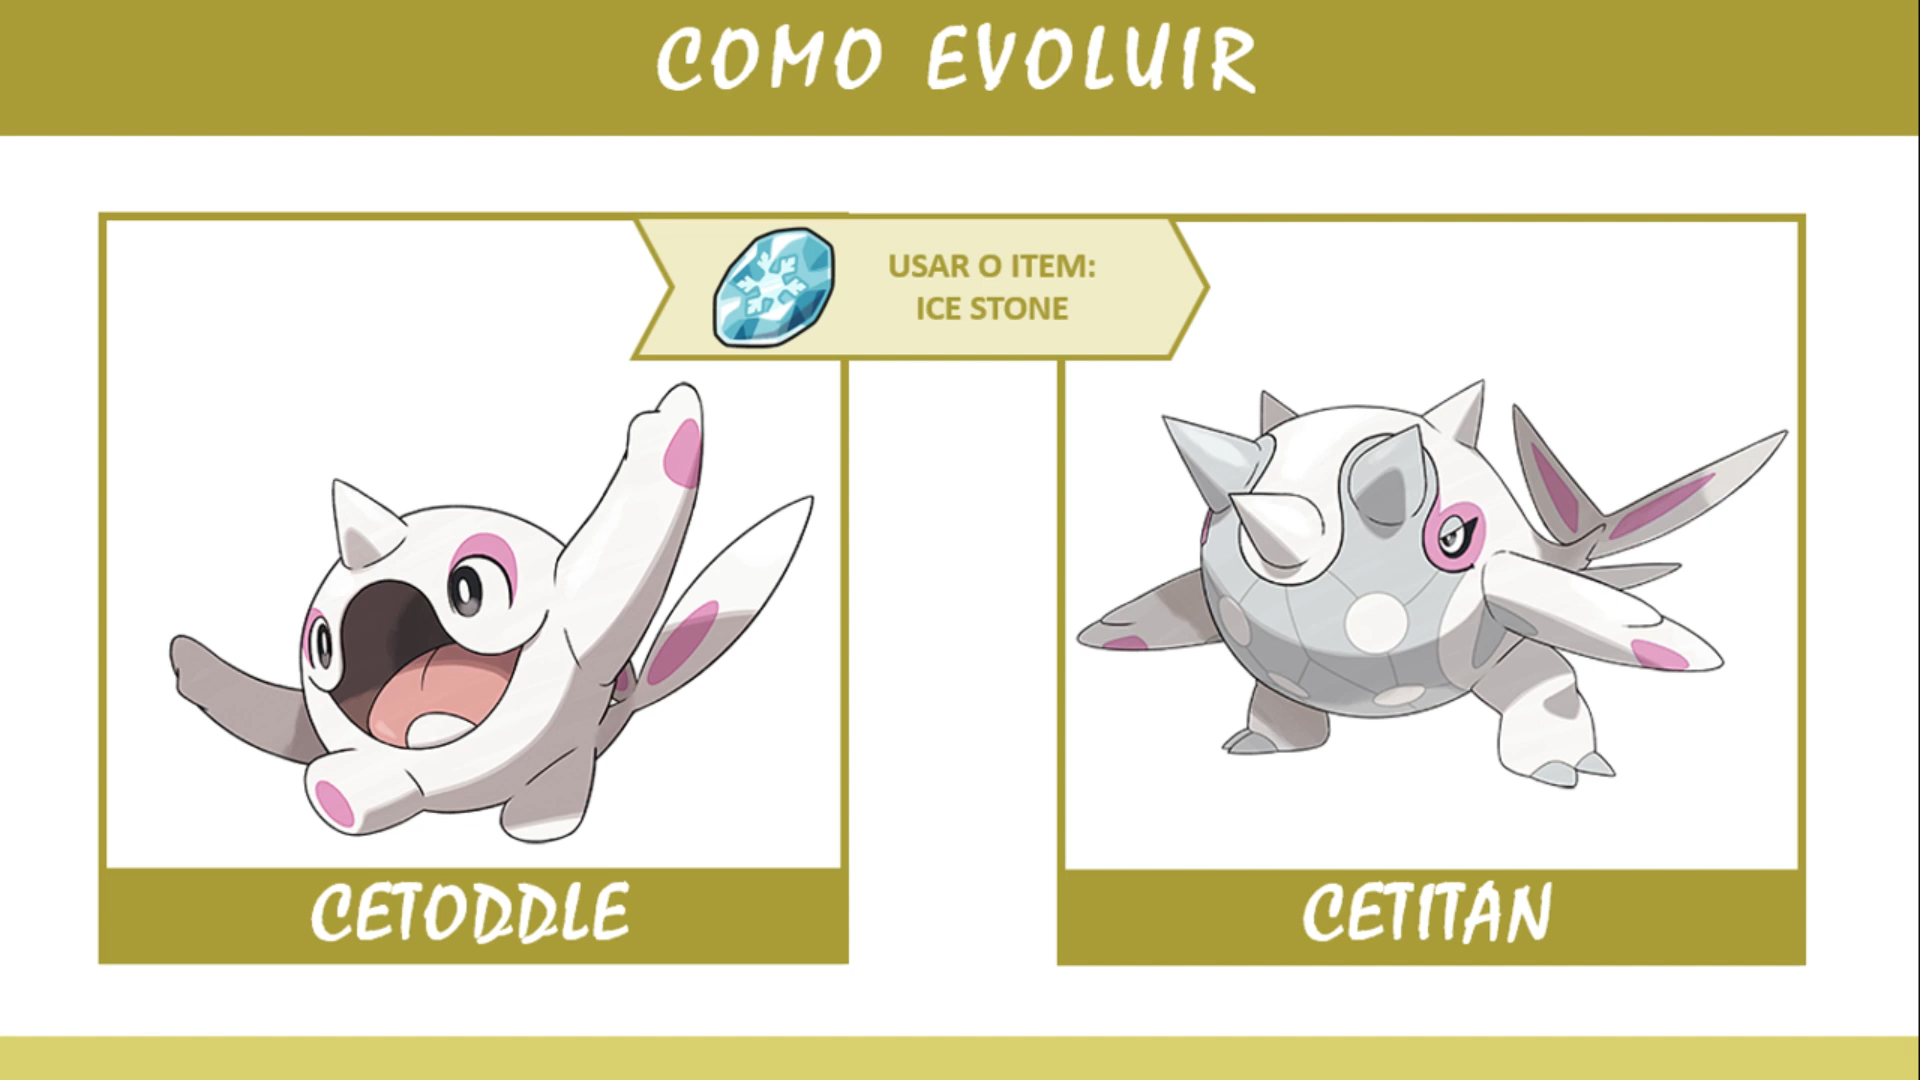 COMO EVOLUIR
USAR O ITEM:
ICE STONE
CETODDLE
CETITAN